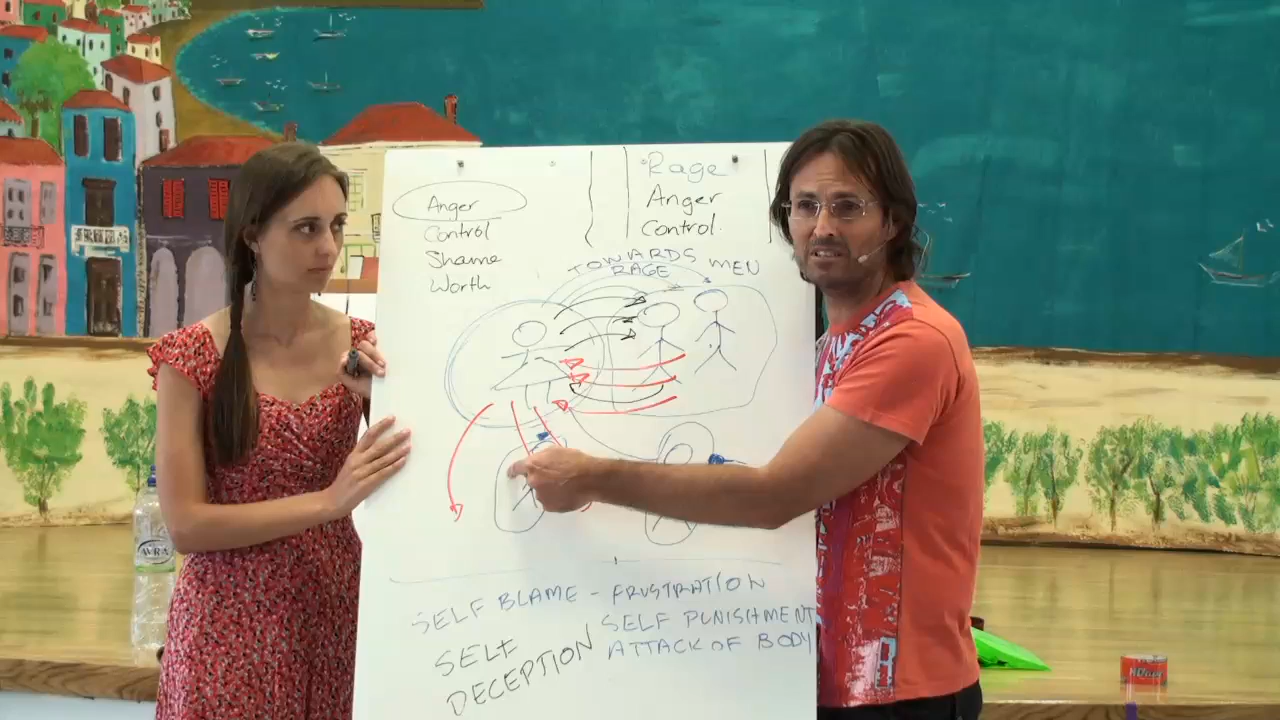 Anger
Control
Shame
Worth
Rage
Anger
Control.
TOWARDS MEN
RAGE
SELF BLAME - FRUSTRATION
SELF PUNISHMENT
ATTACK OF BODY
SELF
DECEPTION
AVRA